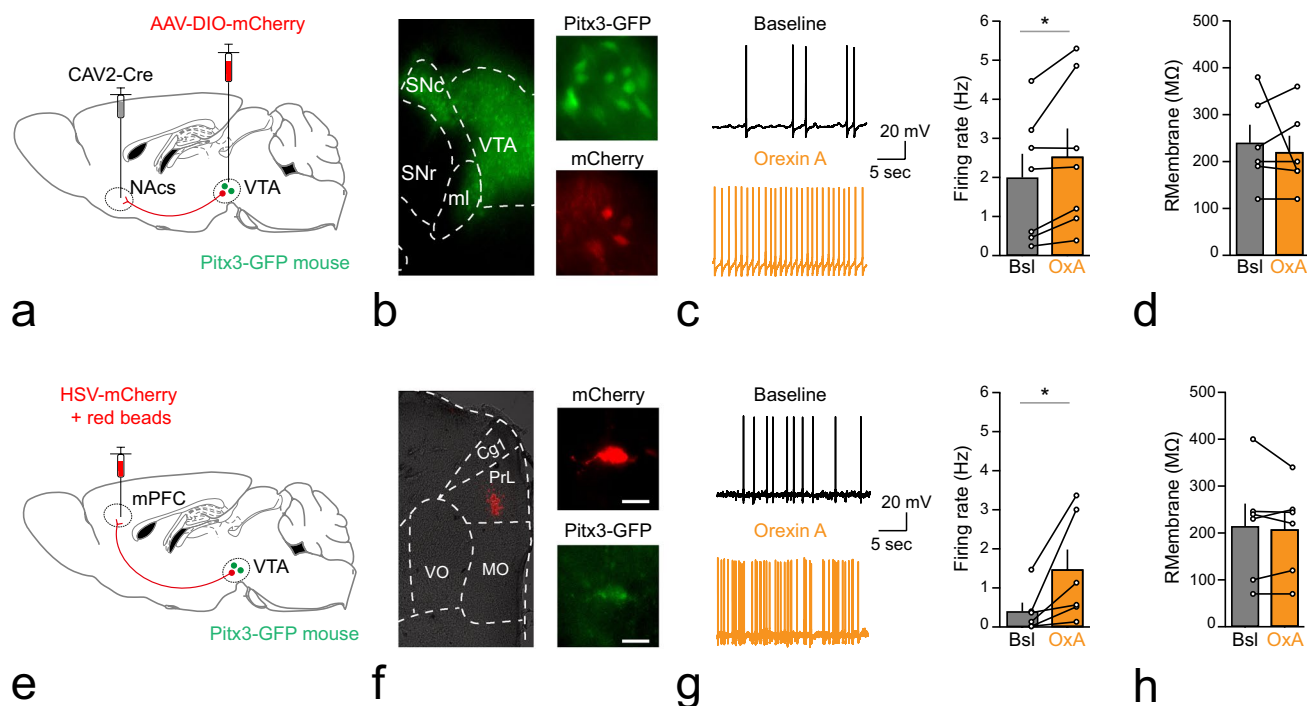 AAV-DIO-mCherry
CAV2-Cre
NAcs
VTA
Pitx3-GFP mouse
a
SNc
VTA
SNr
ml
Pitx3-GFP
mCherry
b
Baseline
20 mV
5 sec
Orexin A
c
Firing rate (Hz)
6
5
4
3
2
1
0
*
Bsl
OxA
RMembrane (MΩ)
500
400
300
200
100
0
Bsl
OxA
d
HSV-mCherry
+ red beads
mPFC
VTA
Pitx3-GFP mouse
e
Cg1
PrL
VO
MO
mCherry
Pitx3-GFP
f
Baseline
20 mV
5 sec
Orexin A
g
Firing rate (Hz)
6
5
4
3
2
1
0
*
Bsl
OxA
RMembrane (MΩ)
500
400
300
200
100
0
Bsl
OxA
h